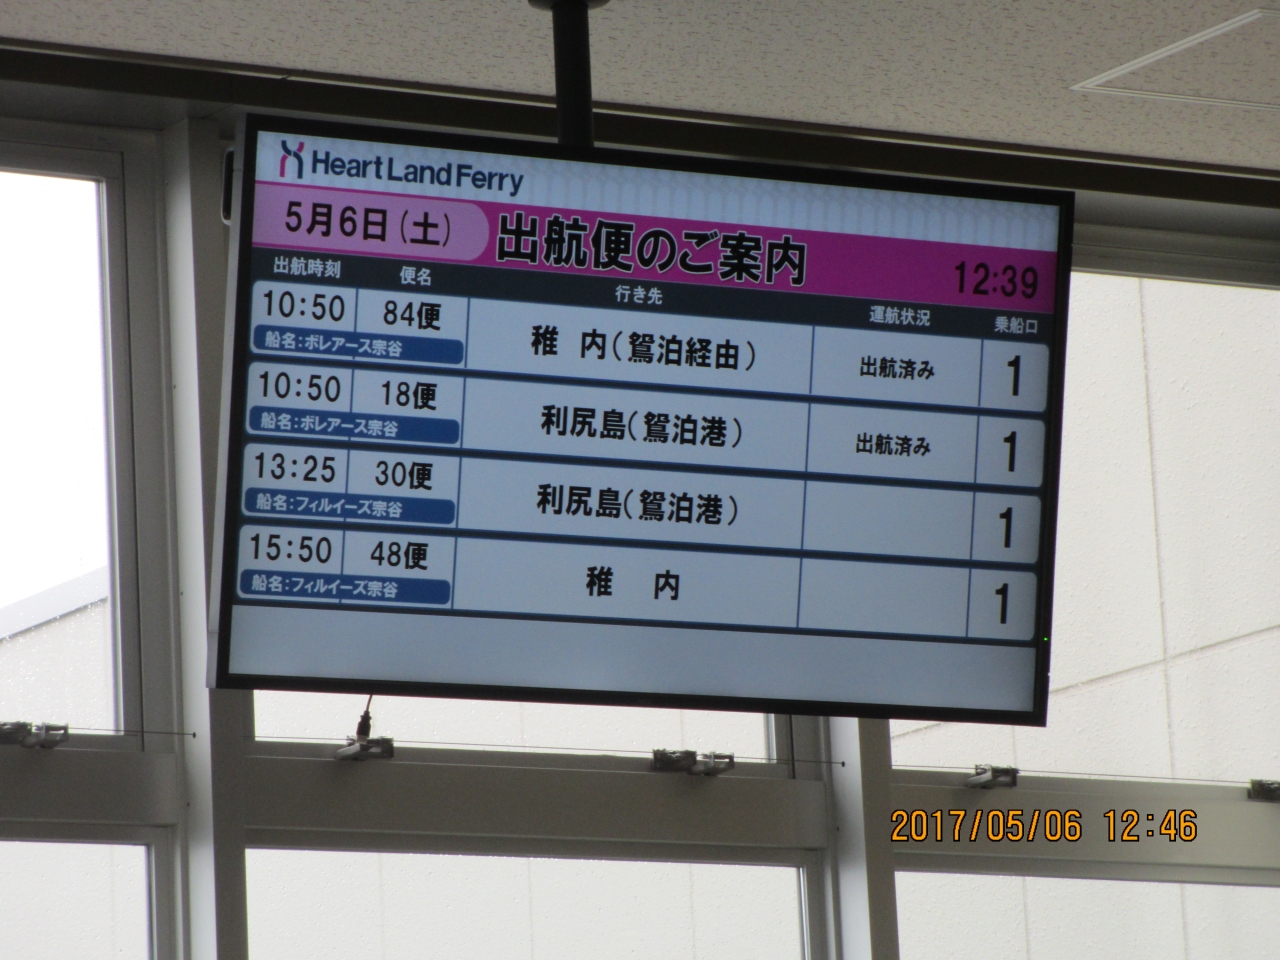 Heart Land Ferry
5月6日(土) 出航便のご案内 12:39
出航時刻 便名 行き先 運航状況 乗船口
10:50 84便 稚 内(鴛泊経由) 出航済み 1
船名:ボレアース宗谷
10:50 18便 利尻島(鴛泊港) 出航済み 1
船名:ボレアース宗谷
13:25 30便 利尻島(鴛泊港) 1
船名:フィルイーズ宗谷
15:50 48便 稚 内 1
船名:フィルイーズ宗谷
2017/05/06 12:46